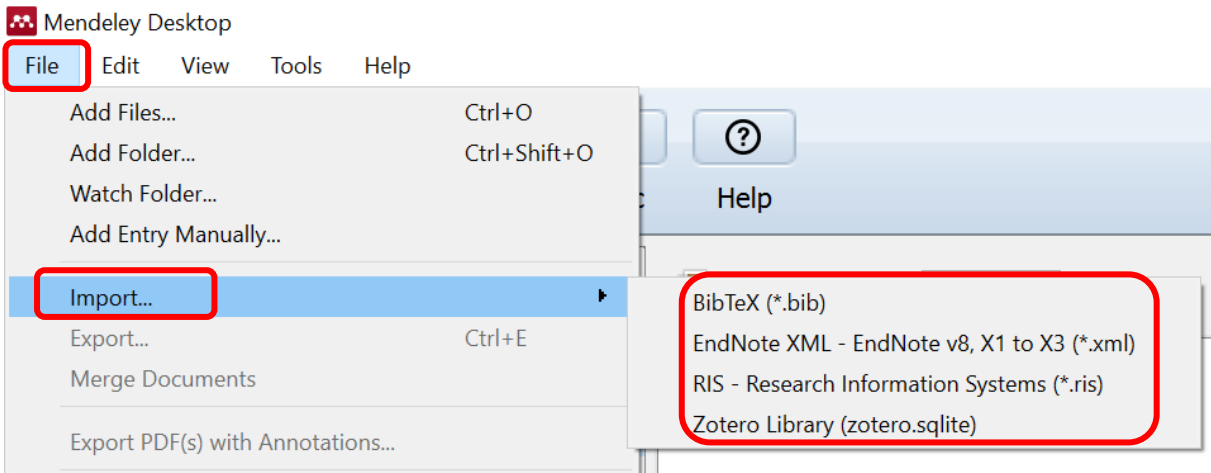 Mendeley Desktop
File Edit View Tools Help
Add Files... Ctrl+O
Add Folder... Ctrl+Shift+O
Watch Folder...
Add Entry Manually...
Help
Import...
Export... Ctrl+E
Merge Documents
Export PDF(s) with Annotations...
BibTeX (*.bib)
EndNote XML - EndNote v8, X1 to X3 (*.xml)
RIS - Research Information Systems (*.ris)
Zotero Library (zotero.sqlite)